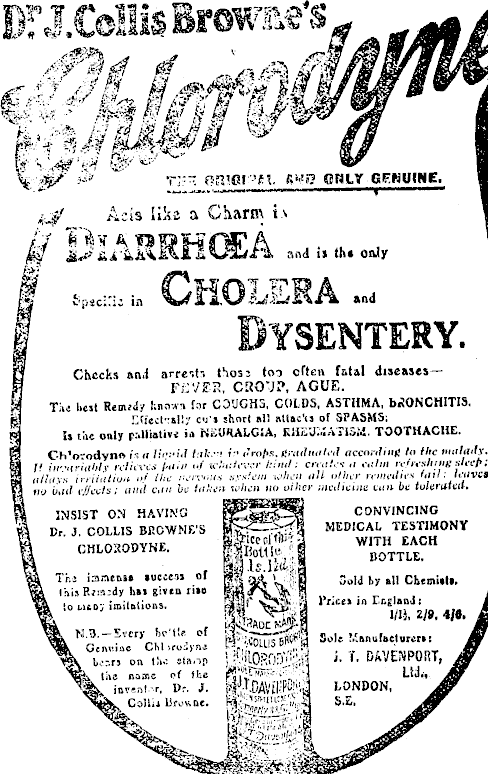 Dr J. Collis Browne's
Chlorodyne
THE ORIGINAL AND ONLY GENUINE.
Acts like a Charm in
DIARRHŒA and is the only
Specific in CHOLERA and
DYSENTERY.
Checks and arrests those too often fatal diseases—
FEVER, CROUP, AGUE.
The best Remedy known for COUGHS, COLDS, ASTHMA, BRONCHITIS.
Effectually cuts short all attacks of SPASMS;
Is the only palliative in NEURALGIA, RHEUMATISM, TOOTHACHE.
Chlorodyne is a liquid taken in drops, graduated according to the malady.
It invariably relieves pain of whatever kind; creates a calm refreshing sleep;
allays irritation of the nervous system when all other remedies fail; leaves
no bad effects; and can be taken when no other medicine can be tolerated.
INSIST ON HAVING
Dr. J. COLLIS BROWNE'S
CHLORODYNE.
The immense success of
this Remedy has given rise
to many imitations.
N.B.—Every bottle of
Genuine Chlorodyne
bears on the stamp
the name of the
inventor, Dr. J.
Collis Browne.
Price of this
Bottle
1s. 1½d
TRADE MARK
J. COLLIS BROWNE
CHLORODYNE
J.T. DAVENPORT
CONVINCING
MEDICAL TESTIMONY
WITH EACH
BOTTLE.
Sold by all Chemists.
Prices in England:
1/1½, 2/9, 4/6.
Sole Manufacturers:
J. T. DAVENPORT,
Ltd.,
LONDON,
S.E.